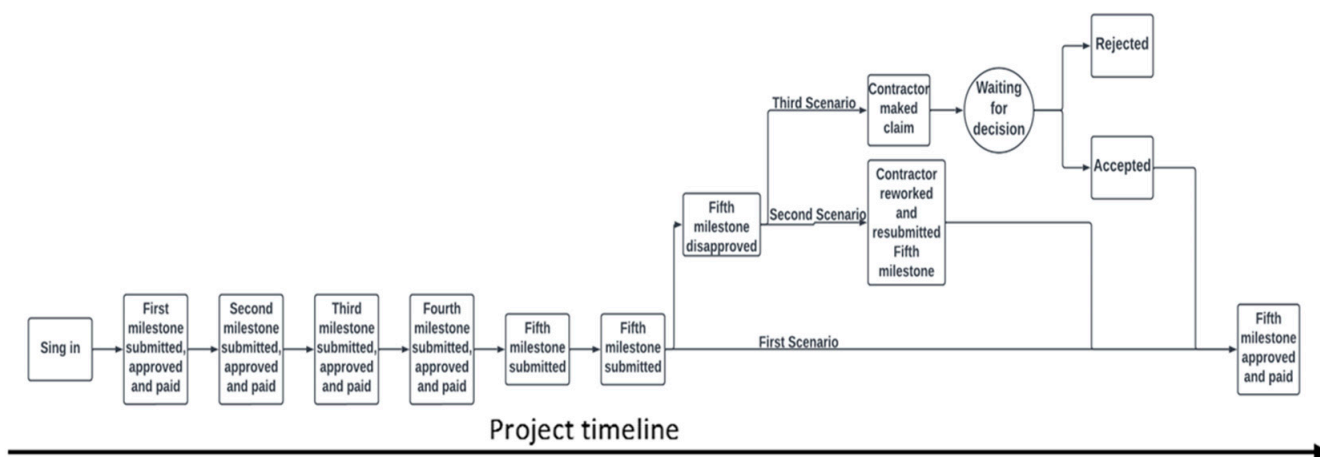 Rejected
Third Scenario
Contractor
maked
claim
Waiting
for
decision
Accepted
Fifth
milestone
disapproved
Second Scenario
Contractor
reworked
and
resubmitted
Fifth
milestone
Sing in
First
milestone
submitted,
approved
and paid
Second
milestone
submitted,
approved
and paid
Third
milestone
submitted,
approved
and paid
Fourth
milestone
submitted,
approved
and paid
Fifth
milestone
submitted
Fifth
milestone
submitted
First Scenario
Fifth
milestone
approved
and paid
Project timeline